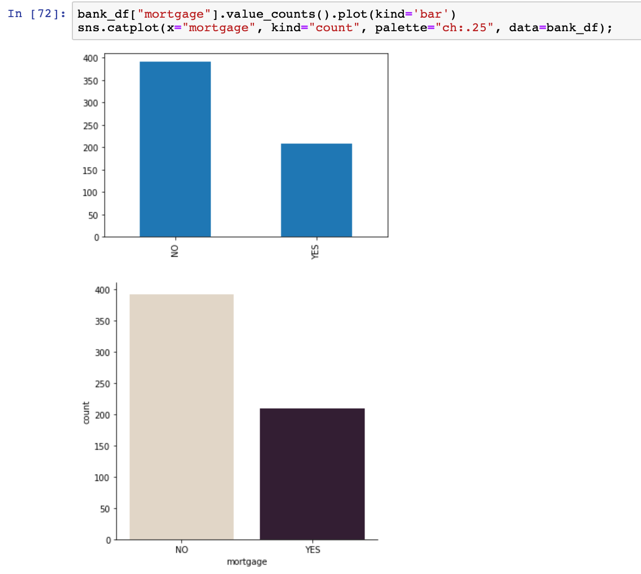 In [72]: bank_df["mortgage"].value_counts().plot(kind='bar')
sns.catplot(x="mortgage", kind="count", palette="ch:.25", data=bank_df);
400
350
300
250
200
150
100
50
0
NO
YES
400
350
300
250
200
150
100
50
0
count
NO
YES
mortgage